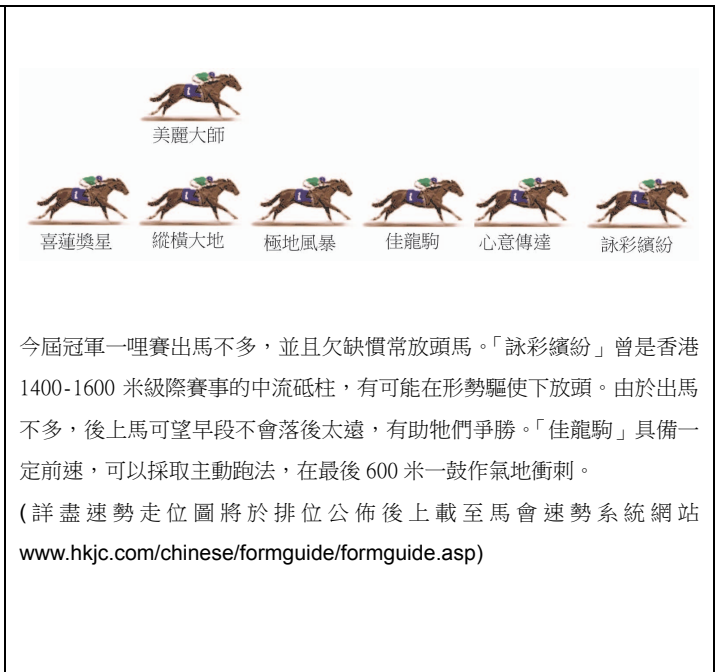 美麗大師
喜蓮獎星 縱橫大地 極地風暴 佳龍駒 心意傳達 詠彩繽紛
今屆冠軍一哩賽出馬不多，並且欠缺慣常放頭馬。「詠彩繽紛」曾是香港
1400-1600 米級際賽事的中流砥柱，有可能在形勢驅使下放頭。由於出馬
不多，後上馬可望早段不會落後太遠，有助牠們爭勝。「佳龍駒」具備一
定前速，可以採取主動跑法，在最後 600 米一鼓作氣地衝刺。
(詳盡速勢走位圖將於排位公佈後上載至馬會速勢系統網站
www.hkjc.com/chinese/formguide/formguide.asp)